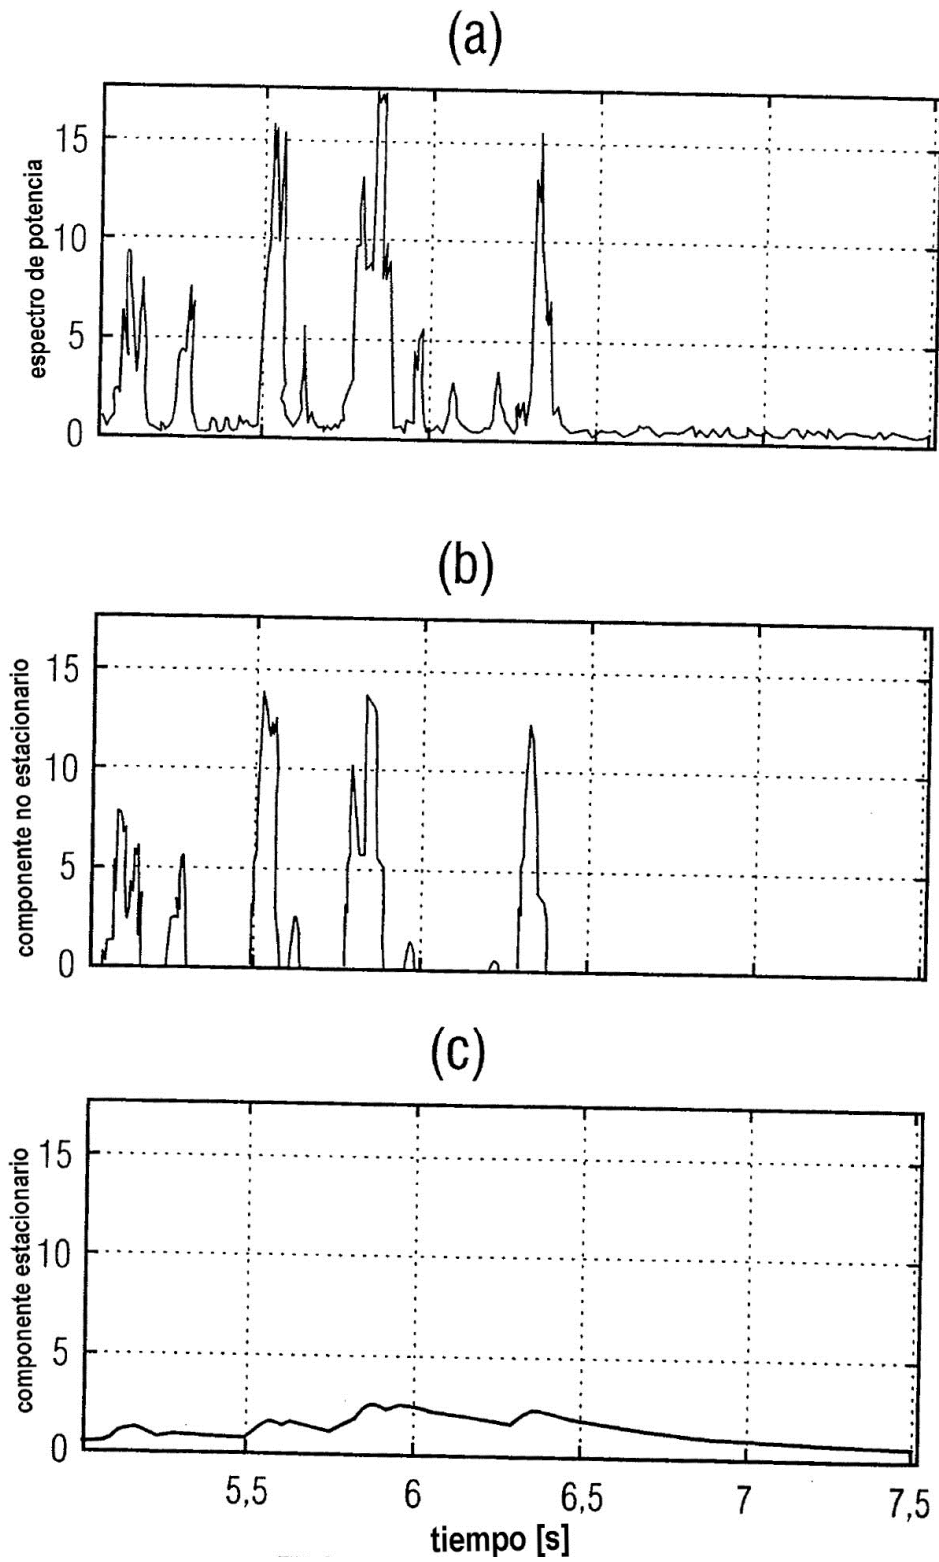 (a)
espectro de potencia
15
10
5
0
(b)
componente no estacionario
15
10
5
0
(c)
componente estacionario
15
10
5
0
5,5 6 6,5 7 7,5
tiempo [s]